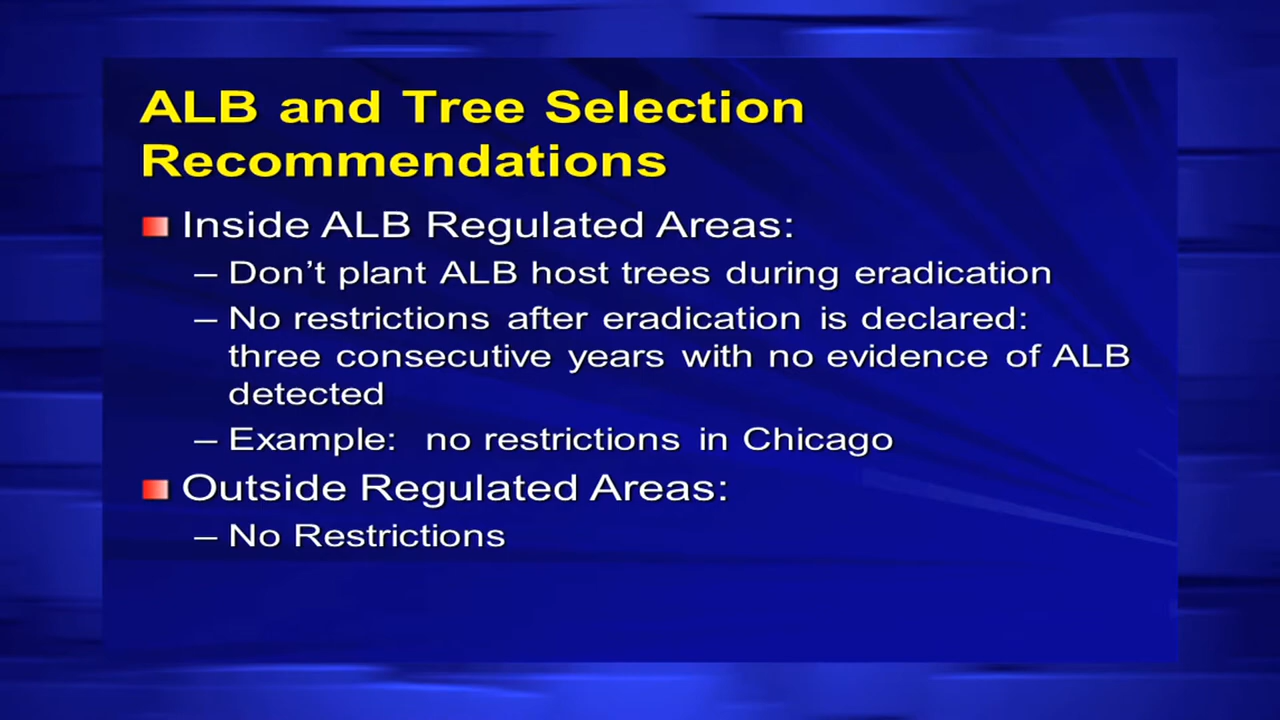 ALB and Tree Selection
Recommendations
Inside ALB Regulated Areas:
– Don’t plant ALB host trees during eradication
– No restrictions after eradication is declared:
three consecutive years with no evidence of ALB
detected
– Example: no restrictions in Chicago
Outside Regulated Areas:
– No Restrictions